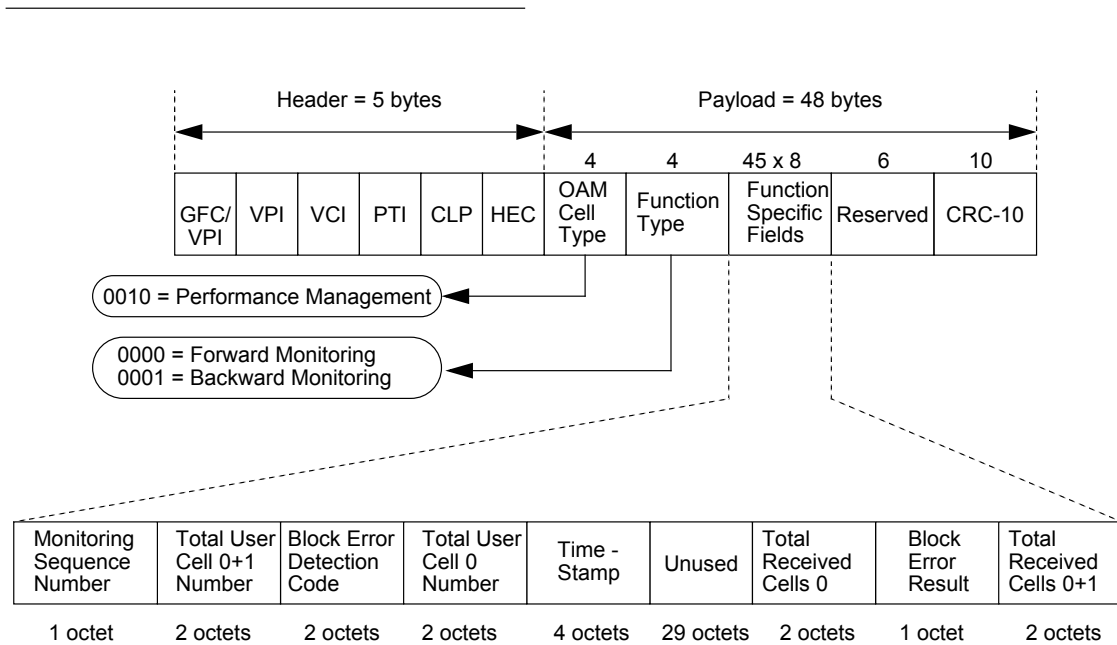 Header = 5 bytes
Payload = 48 bytes
4
4
45 x 8
6
10
GFC/
VPI
VPI
VCI
PTI
CLP
HEC
OAM
Cell
Type
Function
Type
Function
Specific
Fields
Reserved
CRC-10
0010 = Performance Management
0000 = Forward Monitoring
0001 = Backward Monitoring
Monitoring
Sequence
Number
Total User
Cell 0+1
Number
Block Error
Detection
Code
Total User
Cell 0
Number
Time -
Stamp
Unused
Total
Received
Cells 0
Block
Error
Result
Total
Received
Cells 0+1
1 octet
2 octets
2 octets
2 octets
4 octets
29 octets
2 octets
1 octet
2 octets